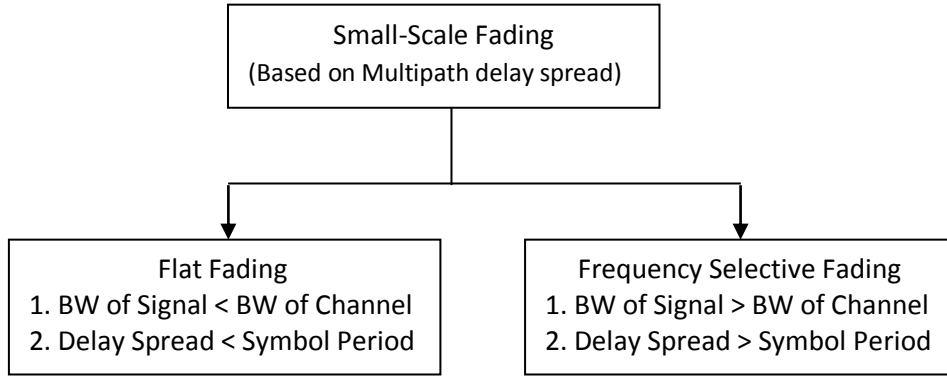 Small-Scale Fading
(Based on Multipath delay spread)
Flat Fading
1. BW of Signal < BW of Channel
2. Delay Spread < Symbol Period
Frequency Selective Fading
1. BW of Signal > BW of Channel
2. Delay Spread > Symbol Period